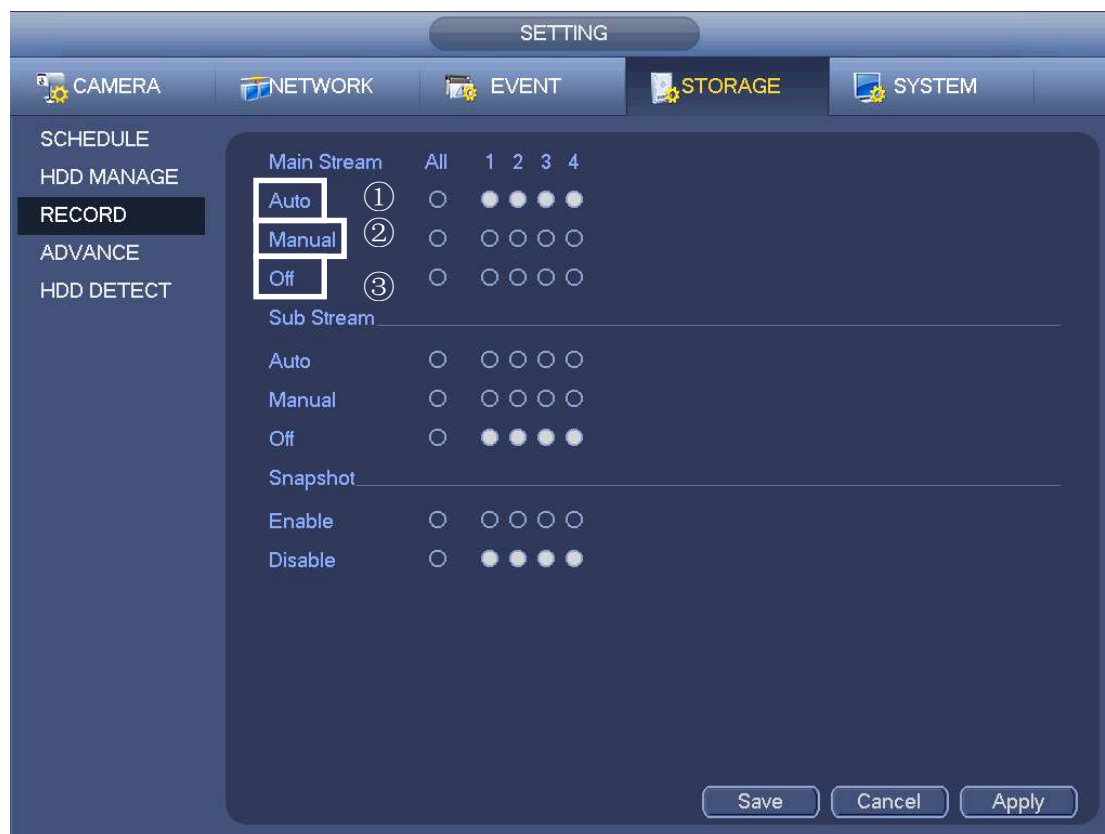 SETTING
CAMERA NETWORK EVENT STORAGE SYSTEM
SCHEDULE
HDD MANAGE
RECORD
ADVANCE
HDD DETECT
Main Stream All 1 2 3 4
Auto ①
Manual ②
Off ③
Sub Stream
Auto
Manual
Off
Snapshot
Enable
Disable
Save Cancel Apply